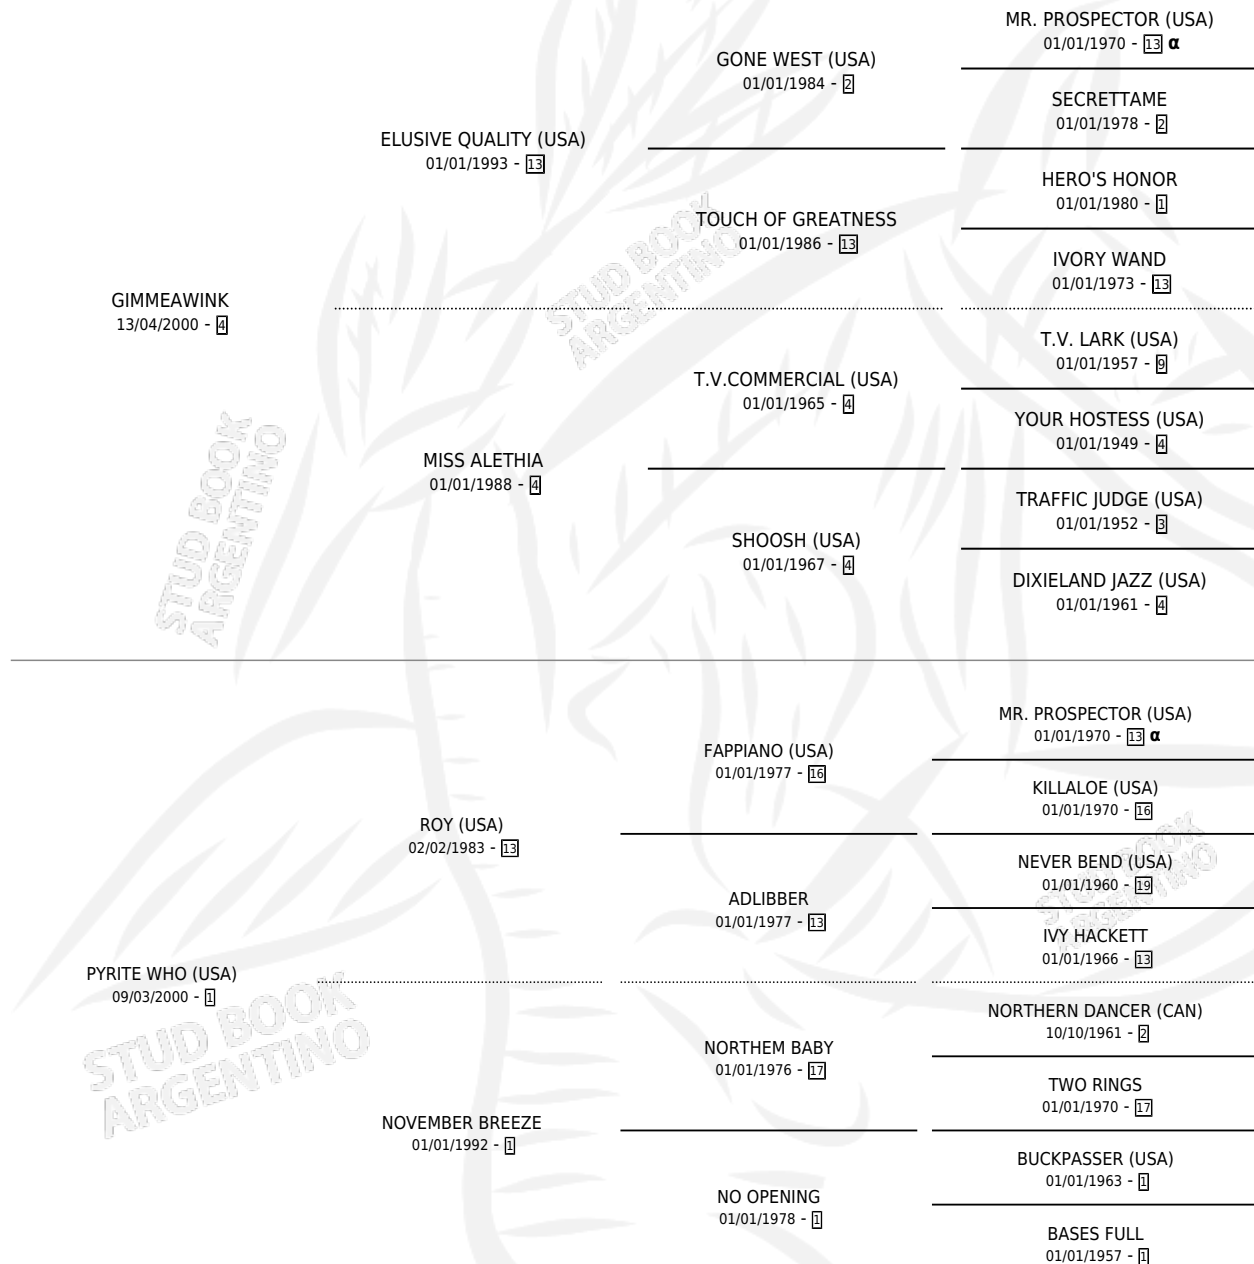 MR. PROSPECTOR (USA)
01/01/1970 - 13 α
GONE WEST (USA)
01/01/1984 - 2
SECRETTAME
01/01/1978 - 2
ELUSIVE QUALITY (USA)
01/01/1993 - 13
HERO'S HONOR
01/01/1980 - 1
TOUCH OF GREATNESS
01/01/1986 - 13
IVORY WAND
01/01/1973 - 13
GIMMEAWINK
13/04/2000 - 4
T.V. LARK (USA)
01/01/1957 - 9
T.V.COMMERCIAL (USA)
01/01/1965 - 4
YOUR HOSTESS (USA)
01/01/1949 - 4
MISS ALETHIA
01/01/1988 - 4
TRAFFIC JUDGE (USA)
01/01/1952 - 3
SHOOSH (USA)
01/01/1967 - 4
DIXIELAND JAZZ (USA)
01/01/1961 - 4
STUD BOOK
ARGENTINO
STUD BOOK
ARGENTINO
MR. PROSPECTOR (USA)
01/01/1970 - 13 α
FAPPIANO (USA)
01/01/1977 - 16
KILLALOE (USA)
01/01/1970 - 16
ROY (USA)
02/02/1983 - 13
NEVER BEND (USA)
01/01/1960 - 19
ADLIBBER
01/01/1977 - 13
IVY HACKETT
01/01/1966 - 13
PYRITE WHO (USA)
09/03/2000 - 1
NORTHERN DANCER (CAN)
10/10/1961 - 2
NORTHEM BABY
01/01/1976 - 17
TWO RINGS
01/01/1970 - 17
NOVEMBER BREEZE
01/01/1992 - 1
BUCKPASSER (USA)
01/01/1963 - 1
NO OPENING
01/01/1978 - 1
BASES FULL
01/01/1957 - 1
STUD BOOK
ARGENTINO
STUD BOOK
ARGENTINO